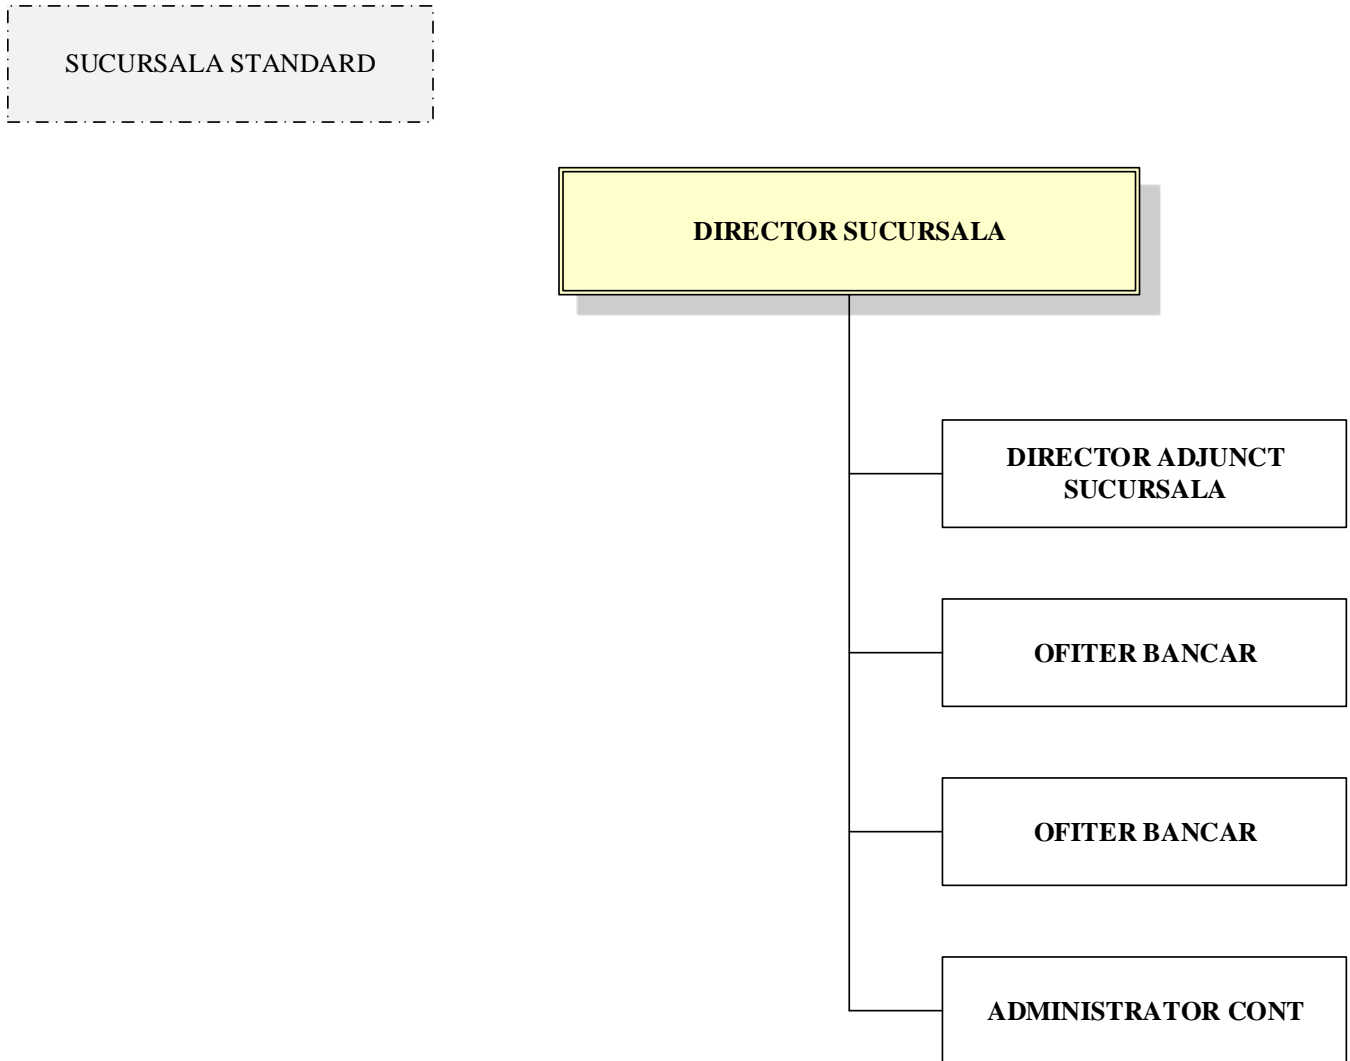 SUCURSALA STANDARD
DIRECTOR SUCURSALA
DIRECTOR ADJUNCT
SUCURSALA
OFITER BANCAR
OFITER BANCAR
ADMINISTRATOR CONT